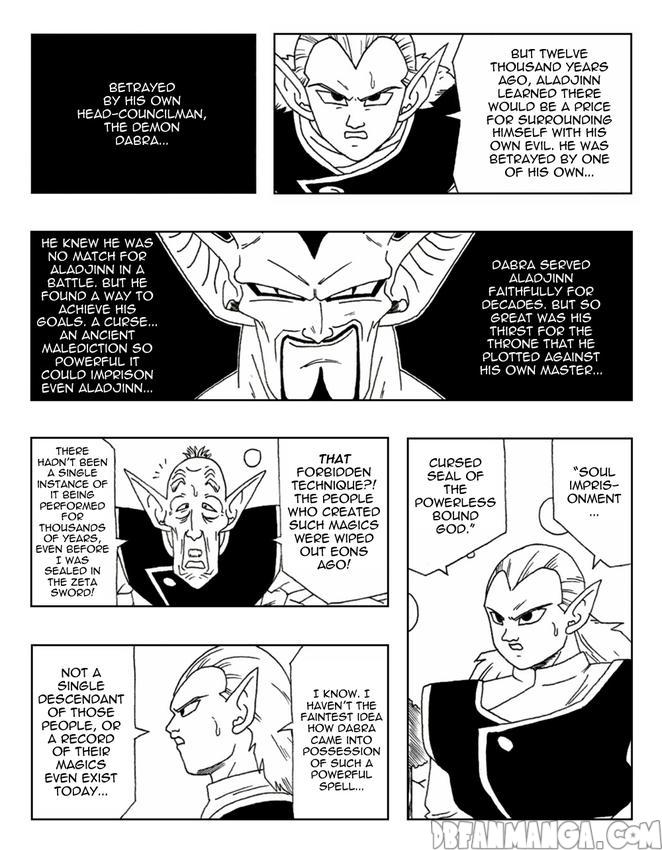 BUT TWELVE
THOUSAND YEARS
AGO, ALADJINN
LEARNED THERE
WOULD BE A PRICE
FOR SURROUNDING
HIMSELF WITH HIS
OWN EVIL. HE WAS
BETRAYED BY ONE
OF HIS OWN...
BETRAYED
BY HIS OWN
HEAD-COUNCILMAN,
THE DEMON
DABRA...
DABRA SERVED
ALADJINN
FAITHFULLY FOR
DECADES. BUT SO
GREAT WAS HIS
THIRST FOR THE
THRONE THAT HE
PLOTTED AGAINST
HIS OWN MASTER...
HE KNEW HE WAS
NO MATCH FOR
ALADJINN IN A
BATTLE. BUT HE
FOUND A WAY TO
ACHIEVE HIS
GOALS. A CURSE...
AN ANCIENT
MALEDICTION SO
POWERFUL IT
COULD IMPRISON
EVEN ALADJINN...
"SOUL
IMPRIS-
ONMENT
...
CURSED
SEAL OF
THE
POWERLESS
BOUND
GOD."
THAT
FORBIDDEN
TECHNIQUE?!
THE PEOPLE
WHO CREATED
SUCH MAGICS
WERE WIPED
OUT EONS
AGO!
THERE
HADN'T BEEN
A SINGLE
INSTANCE OF
IT BEING
PERFORMED
FOR
THOUSANDS
OF YEARS,
EVEN BEFORE
I WAS
SEALED IN
THE ZETA
SWORD!
I KNOW. I
HAVEN'T THE
FAINTEST IDEA
HOW DABRA
CAME INTO
POSSESSION
OF SUCH A
POWERFUL
SPELL...
NOT A
SINGLE
DESCENDANT
OF THOSE
PEOPLE, OR
A RECORD
OF THEIR
MAGICS
EVEN EXIST
TODAY...
DBFANMANGA.COM